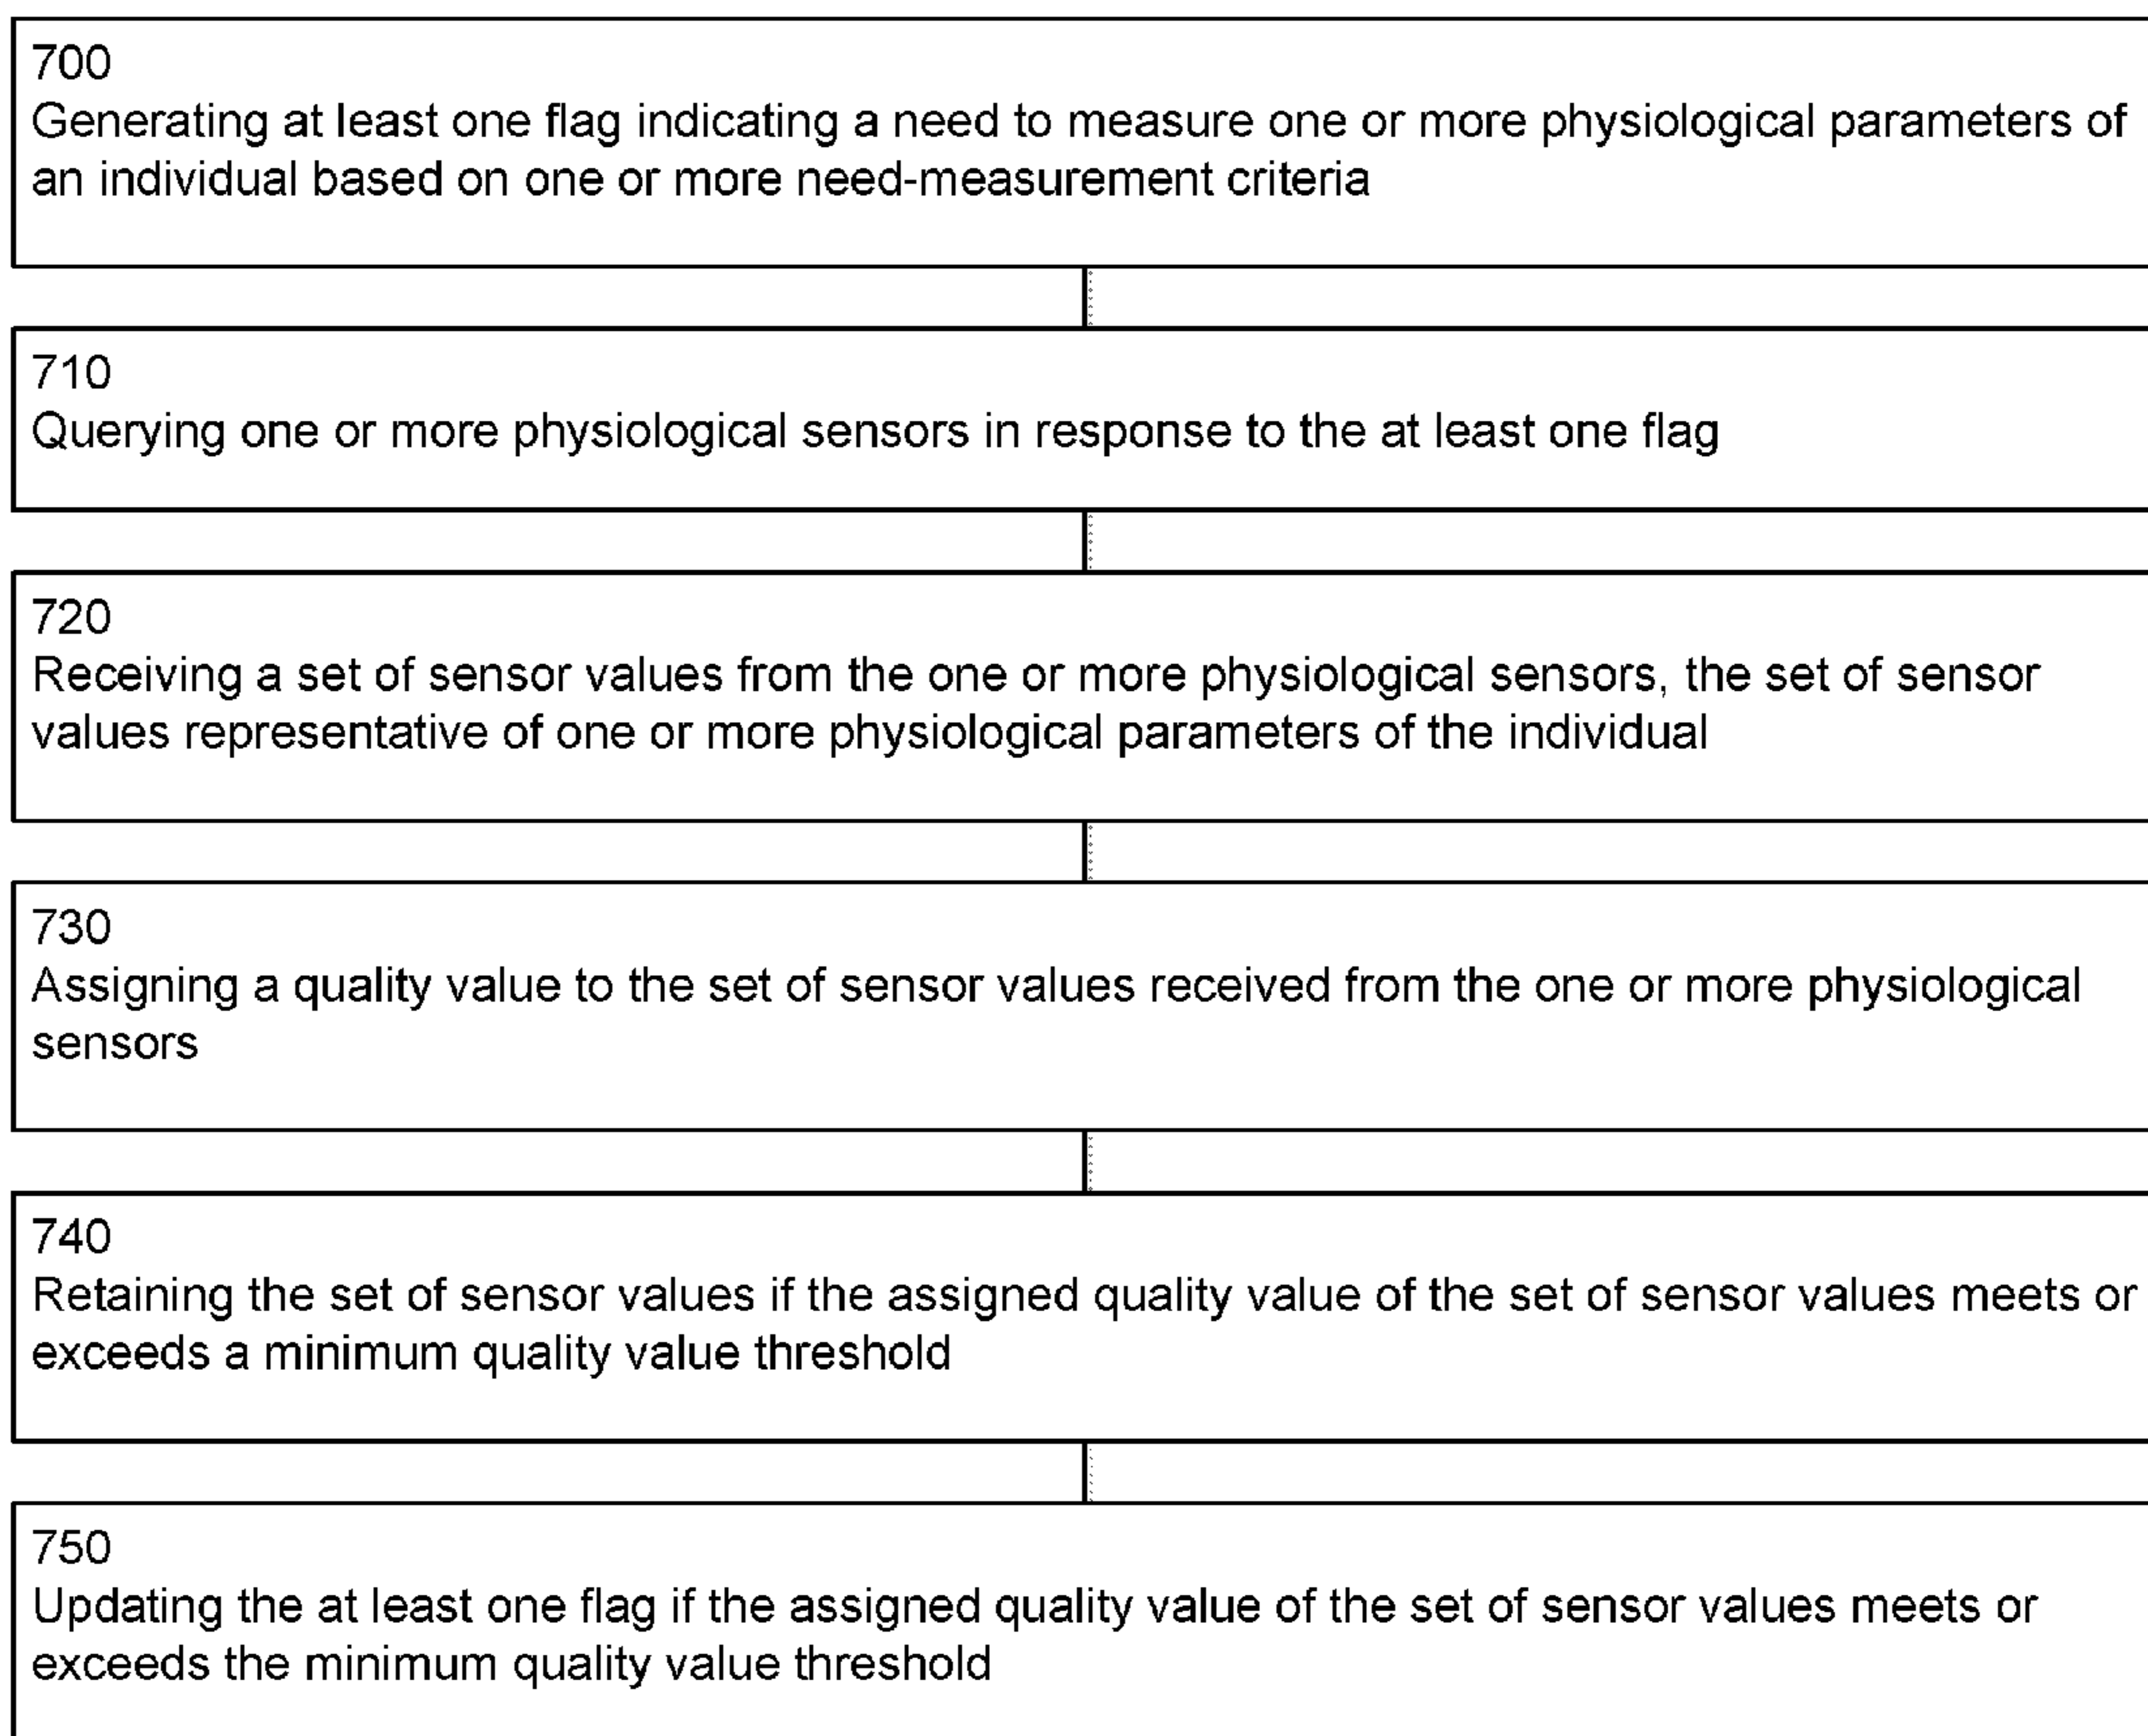 700
Generating at least one flag indicating a need to measure one or more physiological parameters of
an individual based on one or more need-measurement criteria
710
Querying one or more physiological sensors in response to the at least one flag
720
Receiving a set of sensor values from the one or more physiological sensors, the set of sensor
values representative of one or more physiological parameters of the individual
730
Assigning a quality value to the set of sensor values received from the one or more physiological
sensors
740
Retaining the set of sensor values if the assigned quality value of the set of sensor values meets or
exceeds a minimum quality value threshold
750
Updating the at least one flag if the assigned quality value of the set of sensor values meets or
exceeds the minimum quality value threshold